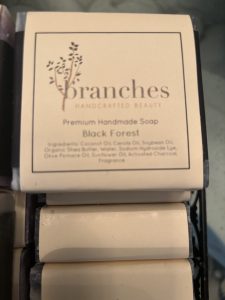 branches
HANDCRAFTED BEAUTY
Premium Handmade Soap
Black Forest
Ingredients: Coconut Oil, Canola Oil, Soybean Oil,
Organic Shea Butter, Water, Sodium Hydroxide Lye,
Olive Pomace Oil, Sunflower Oil, Activated Charcoal,
Fragrance